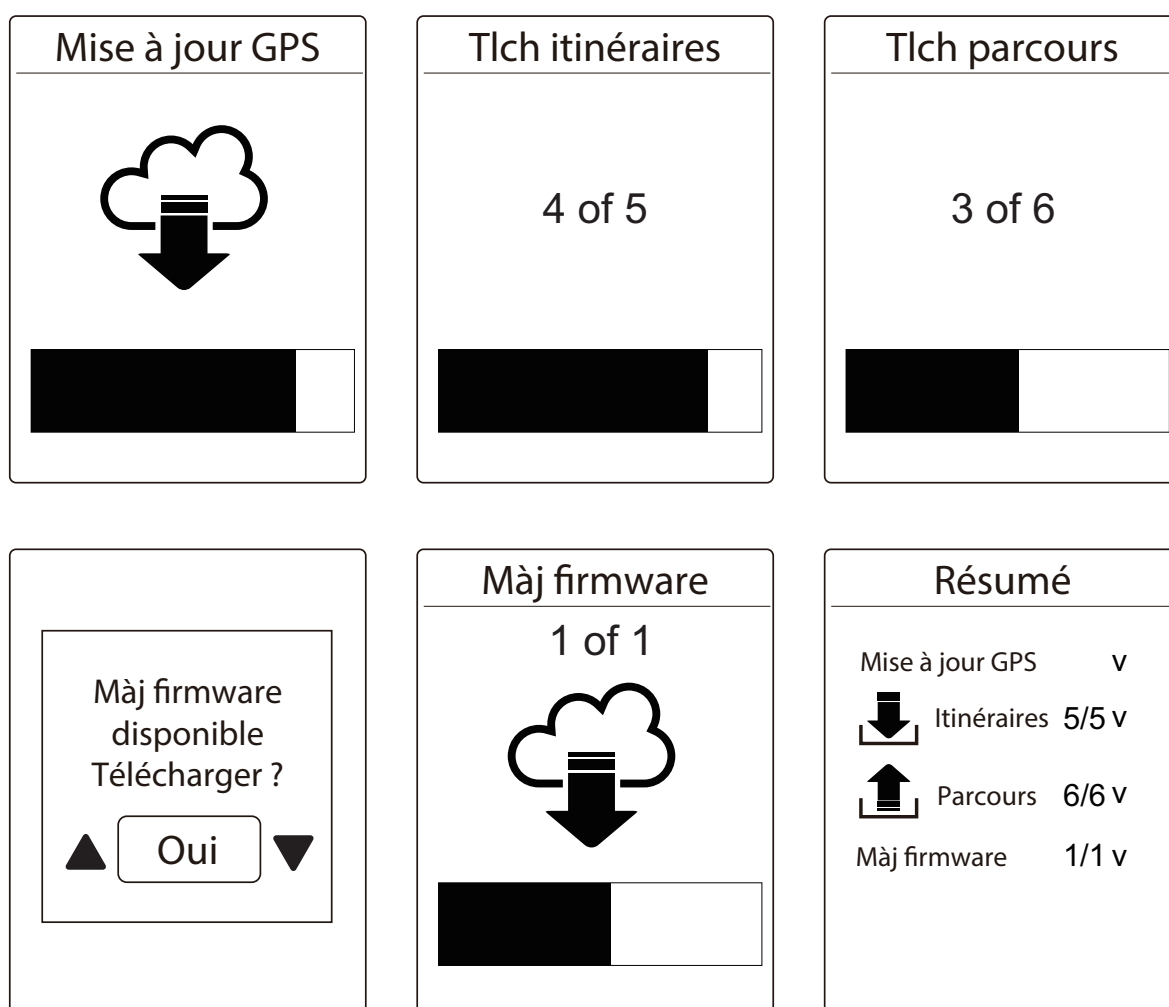 Mise à jour GPS
Tlch itinéraires
4 of 5
Tlch parcours
3 of 6
Màj firmware
disponible
Télécharger ?
Oui
Màj firmware
1 of 1
Résumé
Mise à jour GPS v
Itinéraires 5/5 v
Parcours 6/6 v
Màj firmware 1/1 v